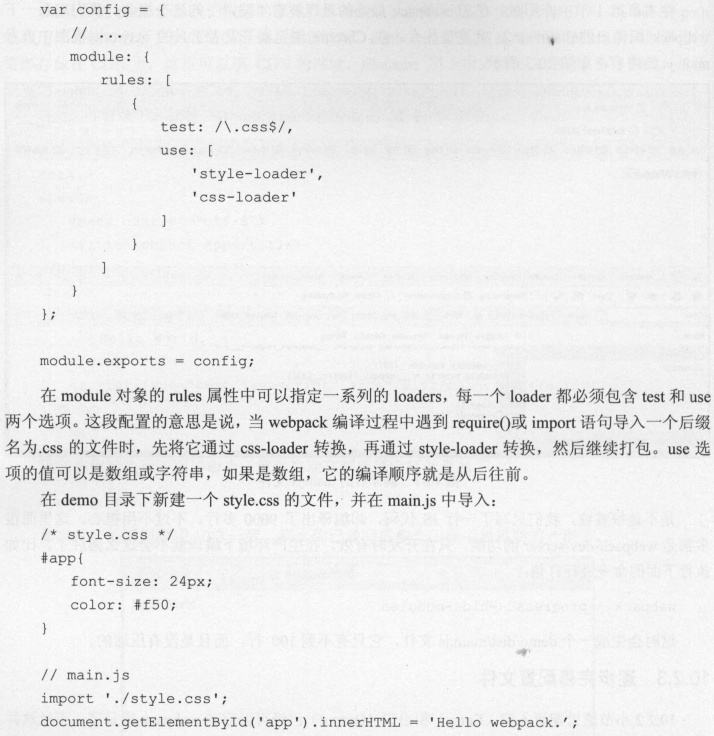 var config = {
// ...
module: {
rules: [
{
test: /\.css$/,
use: [
'style-loader',
'css-loader'
]
}
]
}
};
module.exports = config;
在 module 对象的 rules 属性中可以指定一系列的 loaders，每一个 loader 都必须包含 test 和 use
两个选项。这段配置的意思是说，当 webpack 编译过程中遇到 require()或 import 语句导入一个后缀
名为.css 的文件时，先将它通过 css-loader 转换，再通过 style-loader 转换，然后继续打包。use 选
项的值可以是数组或字符串，如果是数组，它的编译顺序就是从后往前。
在 demo 目录下新建一个 style.css 的文件，并在 main.js 中导入：
/* style.css */
#app{
font-size: 24px;
color: #f50;
}
// main.js
import './style.css';
document.getElementById('app').innerHTML = 'Hello webpack.';